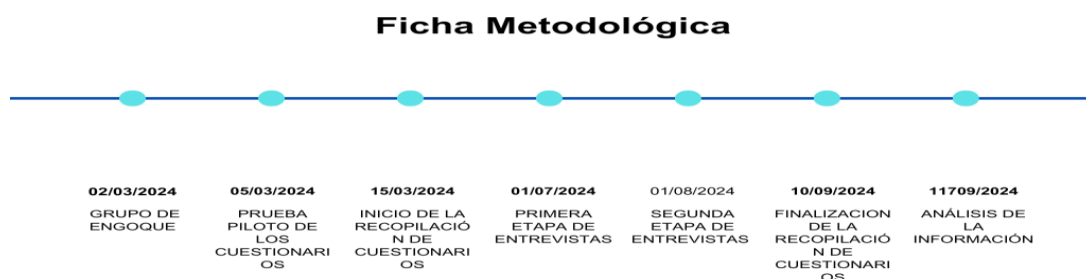 Ficha Metodológica
02/03/2024
GRUPO DE
ENGOQUE
05/03/2024
PRUEBA
PILOTO DE
LOS
CUESTIONARI
OS
15/03/2024
INICIO DE LA
RECOPILACIÓ
N DE
CUESTIONARI
OS
01/07/2024
PRIMERA
ETAPA DE
ENTREVISTAS
01/08/2024
SEGUNDA
ETAPA DE
ENTREVISTAS
10/09/2024
FINALIZACION
DE LA
RECOPILACIÓ
N DE
CUESTIONARI
OS
11709/2024
ANÁLISIS DE
LA
INFORMACIÓN